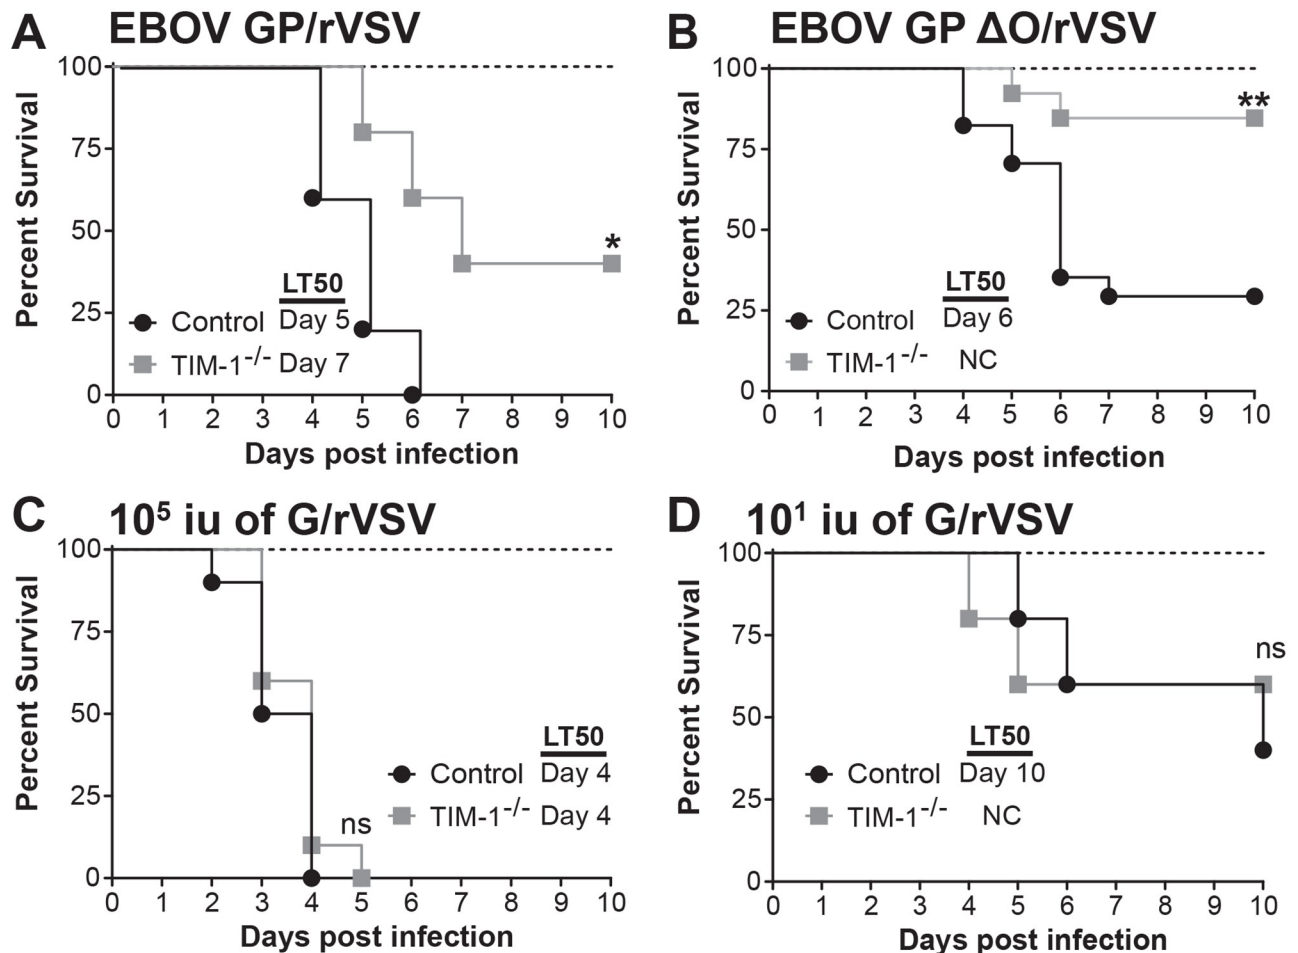 A EBOV GP/rVSV
Percent Survival
100
75
50
25
0
LT50
Control Day 5
TIM-1-/- Day 7
*
0 1 2 3 4 5 6 7 8 9 10
Days post infection
B EBOV GP ΔO/rVSV
Percent Survival
100
75
50
25
0
**
LT50
Control Day 6
TIM-1-/- NC
0 1 2 3 4 5 6 7 8 9 10
Days post infection
C 10⁵ iu of G/rVSV
Percent Survival
100
75
50
25
0
LT50
Control Day 4
TIM-1-/- Day 4
ns
0 1 2 3 4 5 6 7 8 9 10
Days post infection
D 10¹ iu of G/rVSV
Percent Survival
100
75
50
25
0
ns
LT50
Control Day 10
TIM-1-/- NC
0 1 2 3 4 5 6 7 8 9 10
Days post infection